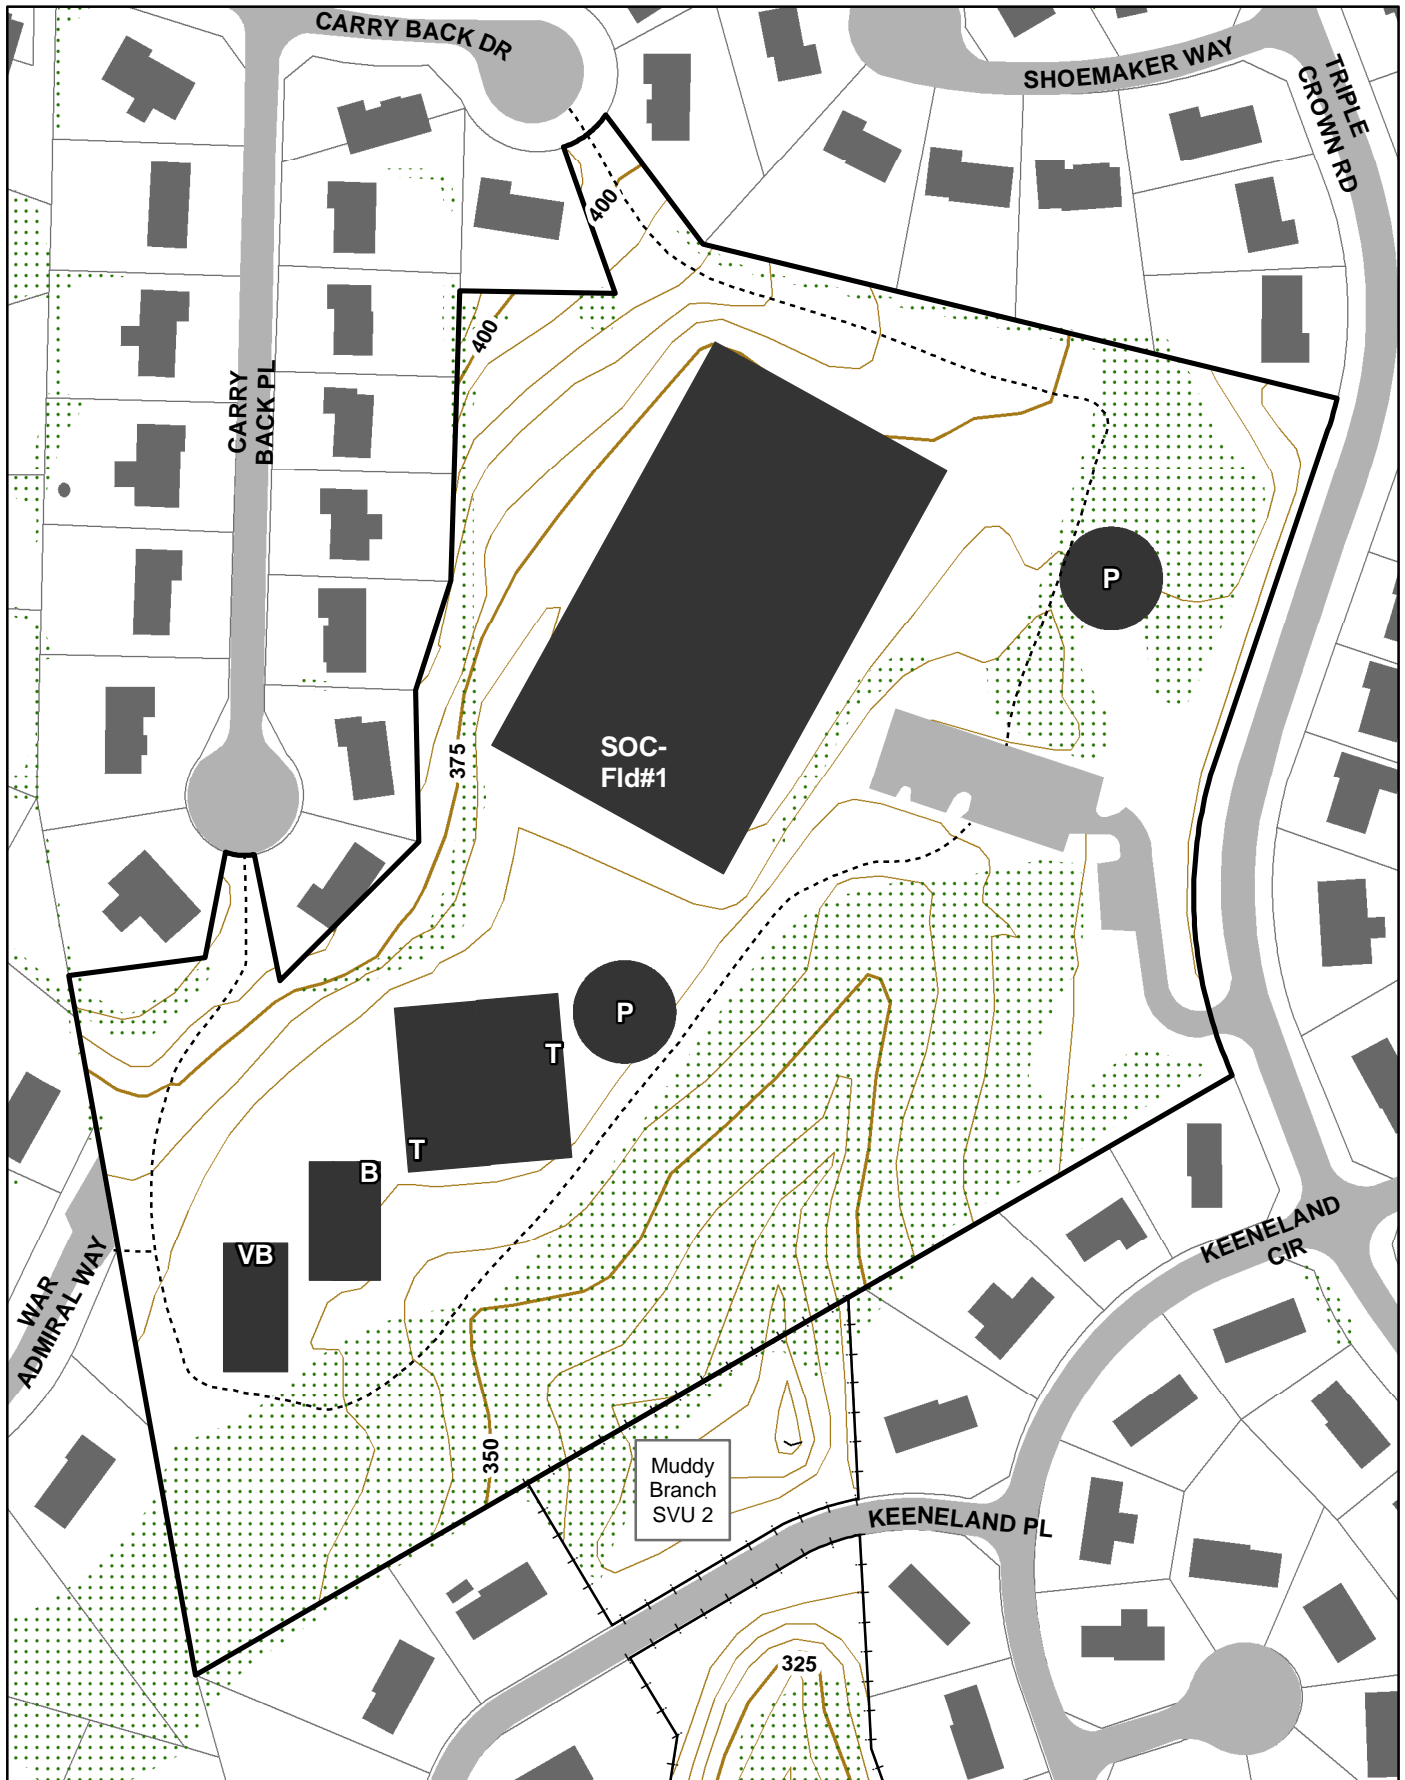 CARRY BACK DR
SHOEMAKER WAY
TRIPLE
CROWN RD
400
400
CARRY
BACK PL
P
SOC-
Fld#1
375
P
T
T
B
VB
WAR
ADMIRAL WAY
KEENELAND
CIR
350
Muddy
Branch
SVU 2
KEENELAND PL
325